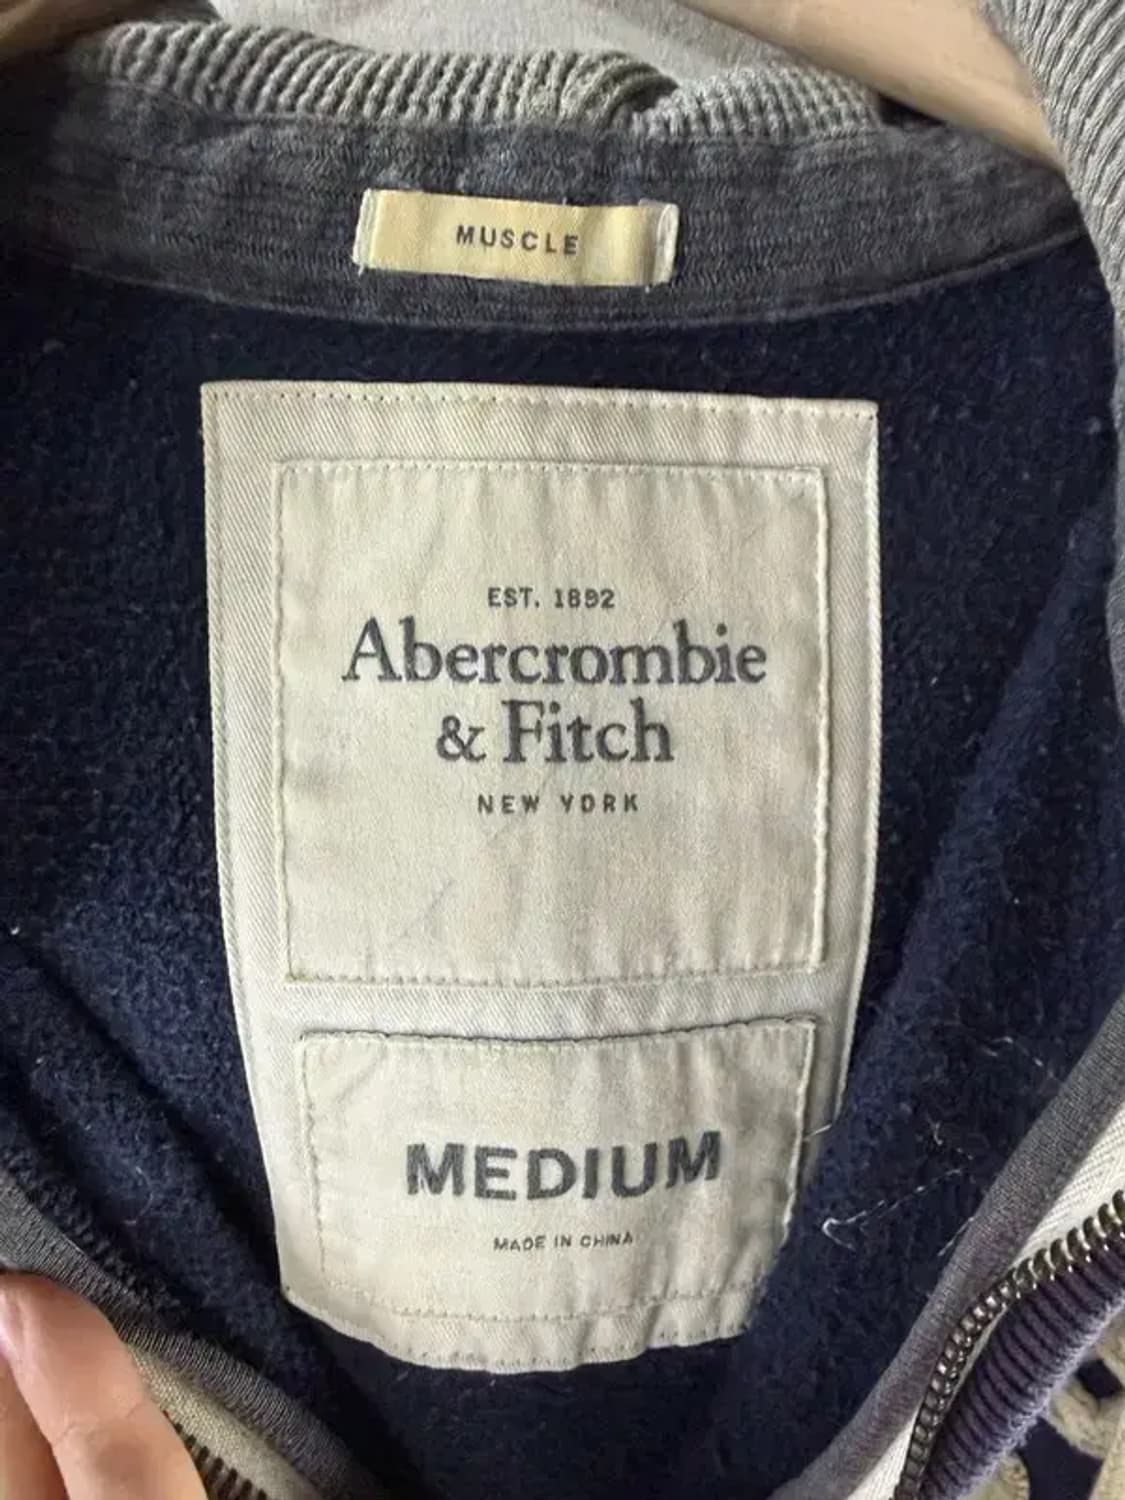 MUSCLE
EST. 1892
Abercrombie
& Fitch
NEW YORK
MEDIUM
MADE IN CHINA